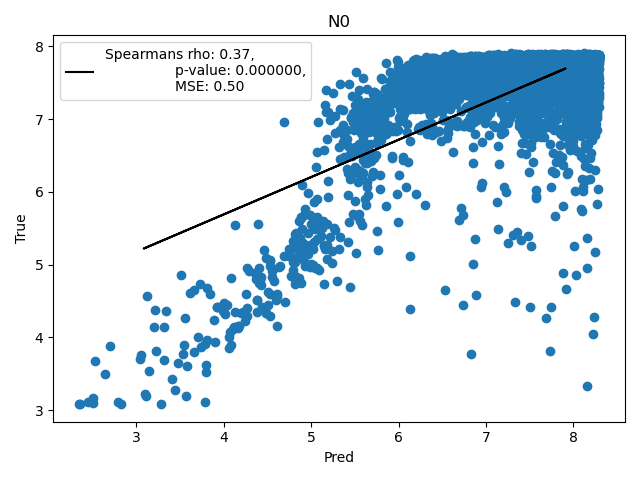 N0
Spearmans rho: 0.37,
p-value: 0.000000,
MSE: 0.50
8
7
6
5
4
3
True
3 4 5 6 7 8
Pred